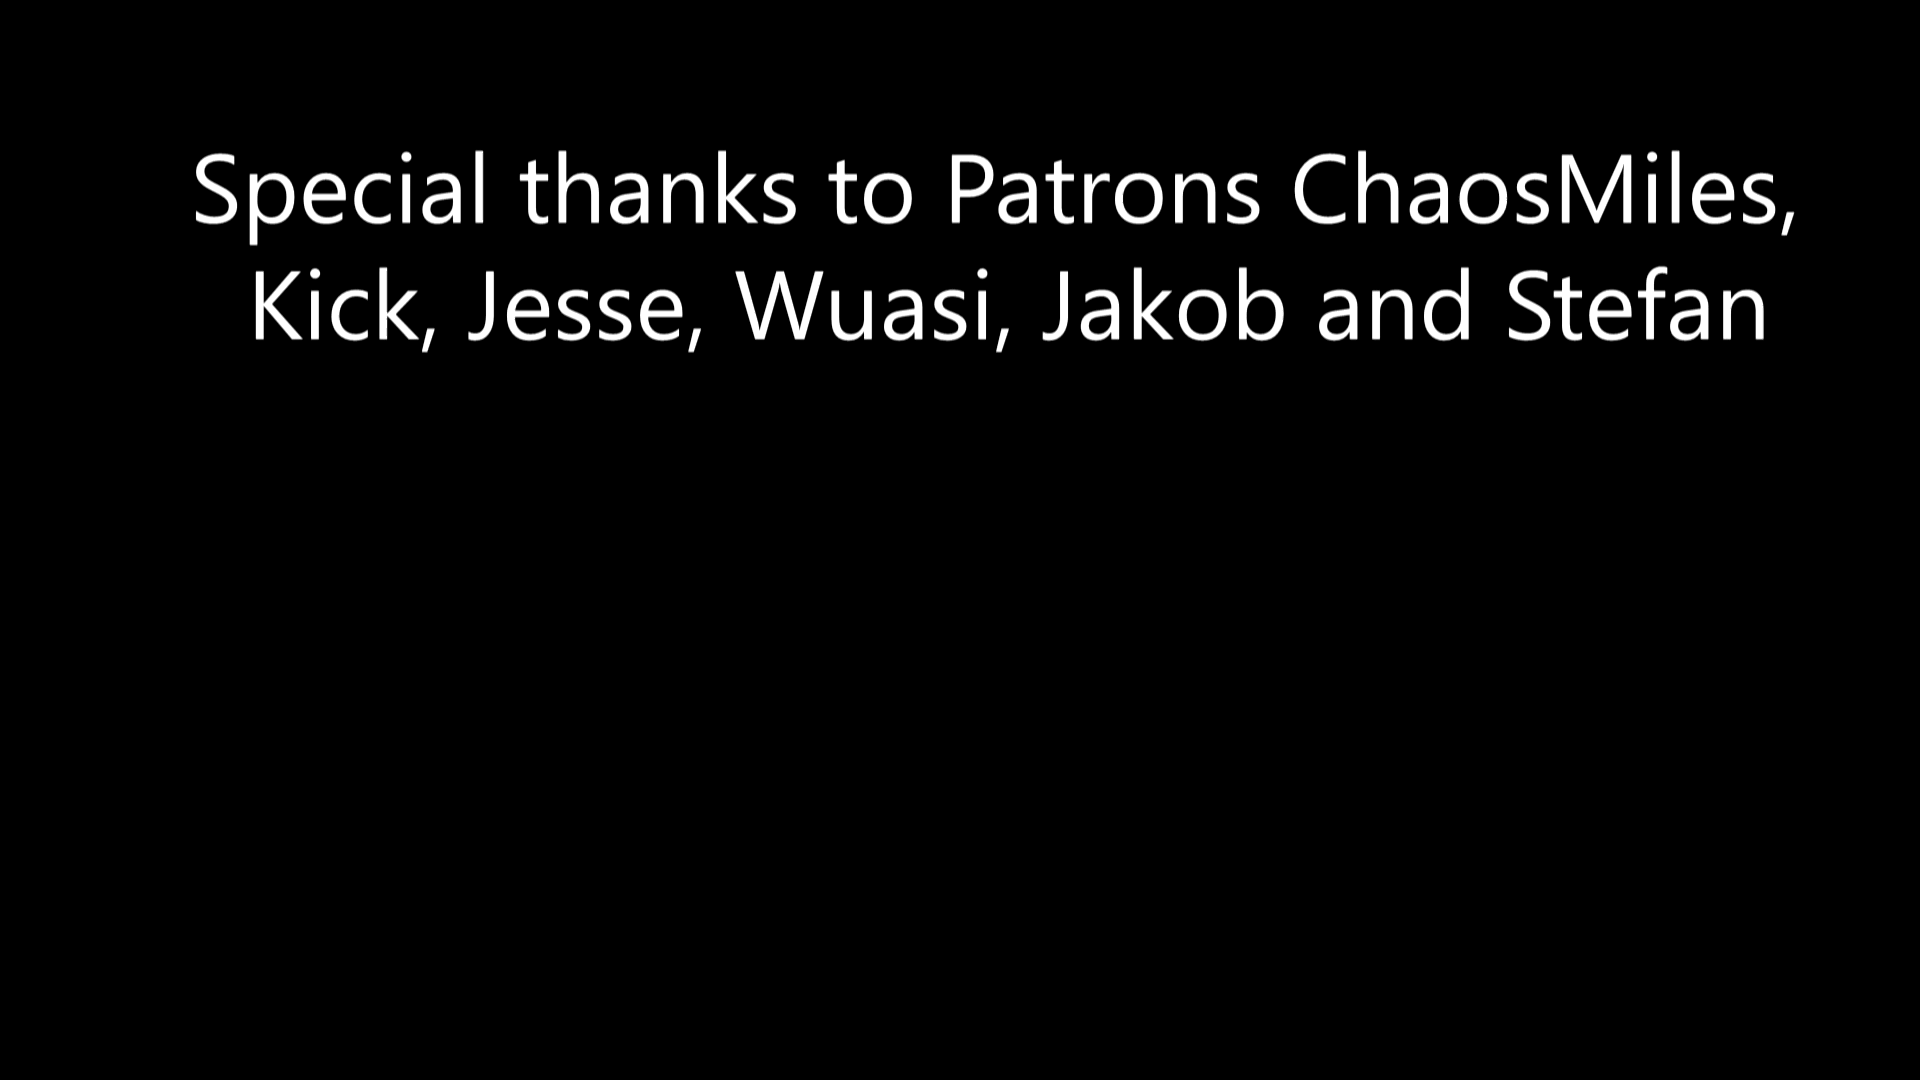 Special thanks to Patrons ChaosMiles,
Kick, Jesse, Wuasi, Jakob and Stefan